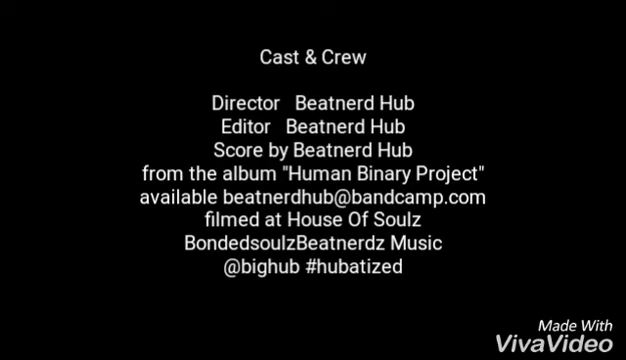 Cast & Crew
Director Beatnerd Hub
Editor Beatnerd Hub
Score by Beatnerd Hub
from the album "Human Binary Project"
available beatnerdhub@bandcamp.com
filmed at House Of Soulz
BondedsoulzBeatnerdz Music
@bighub #hubatized
Made With
VivaVideo